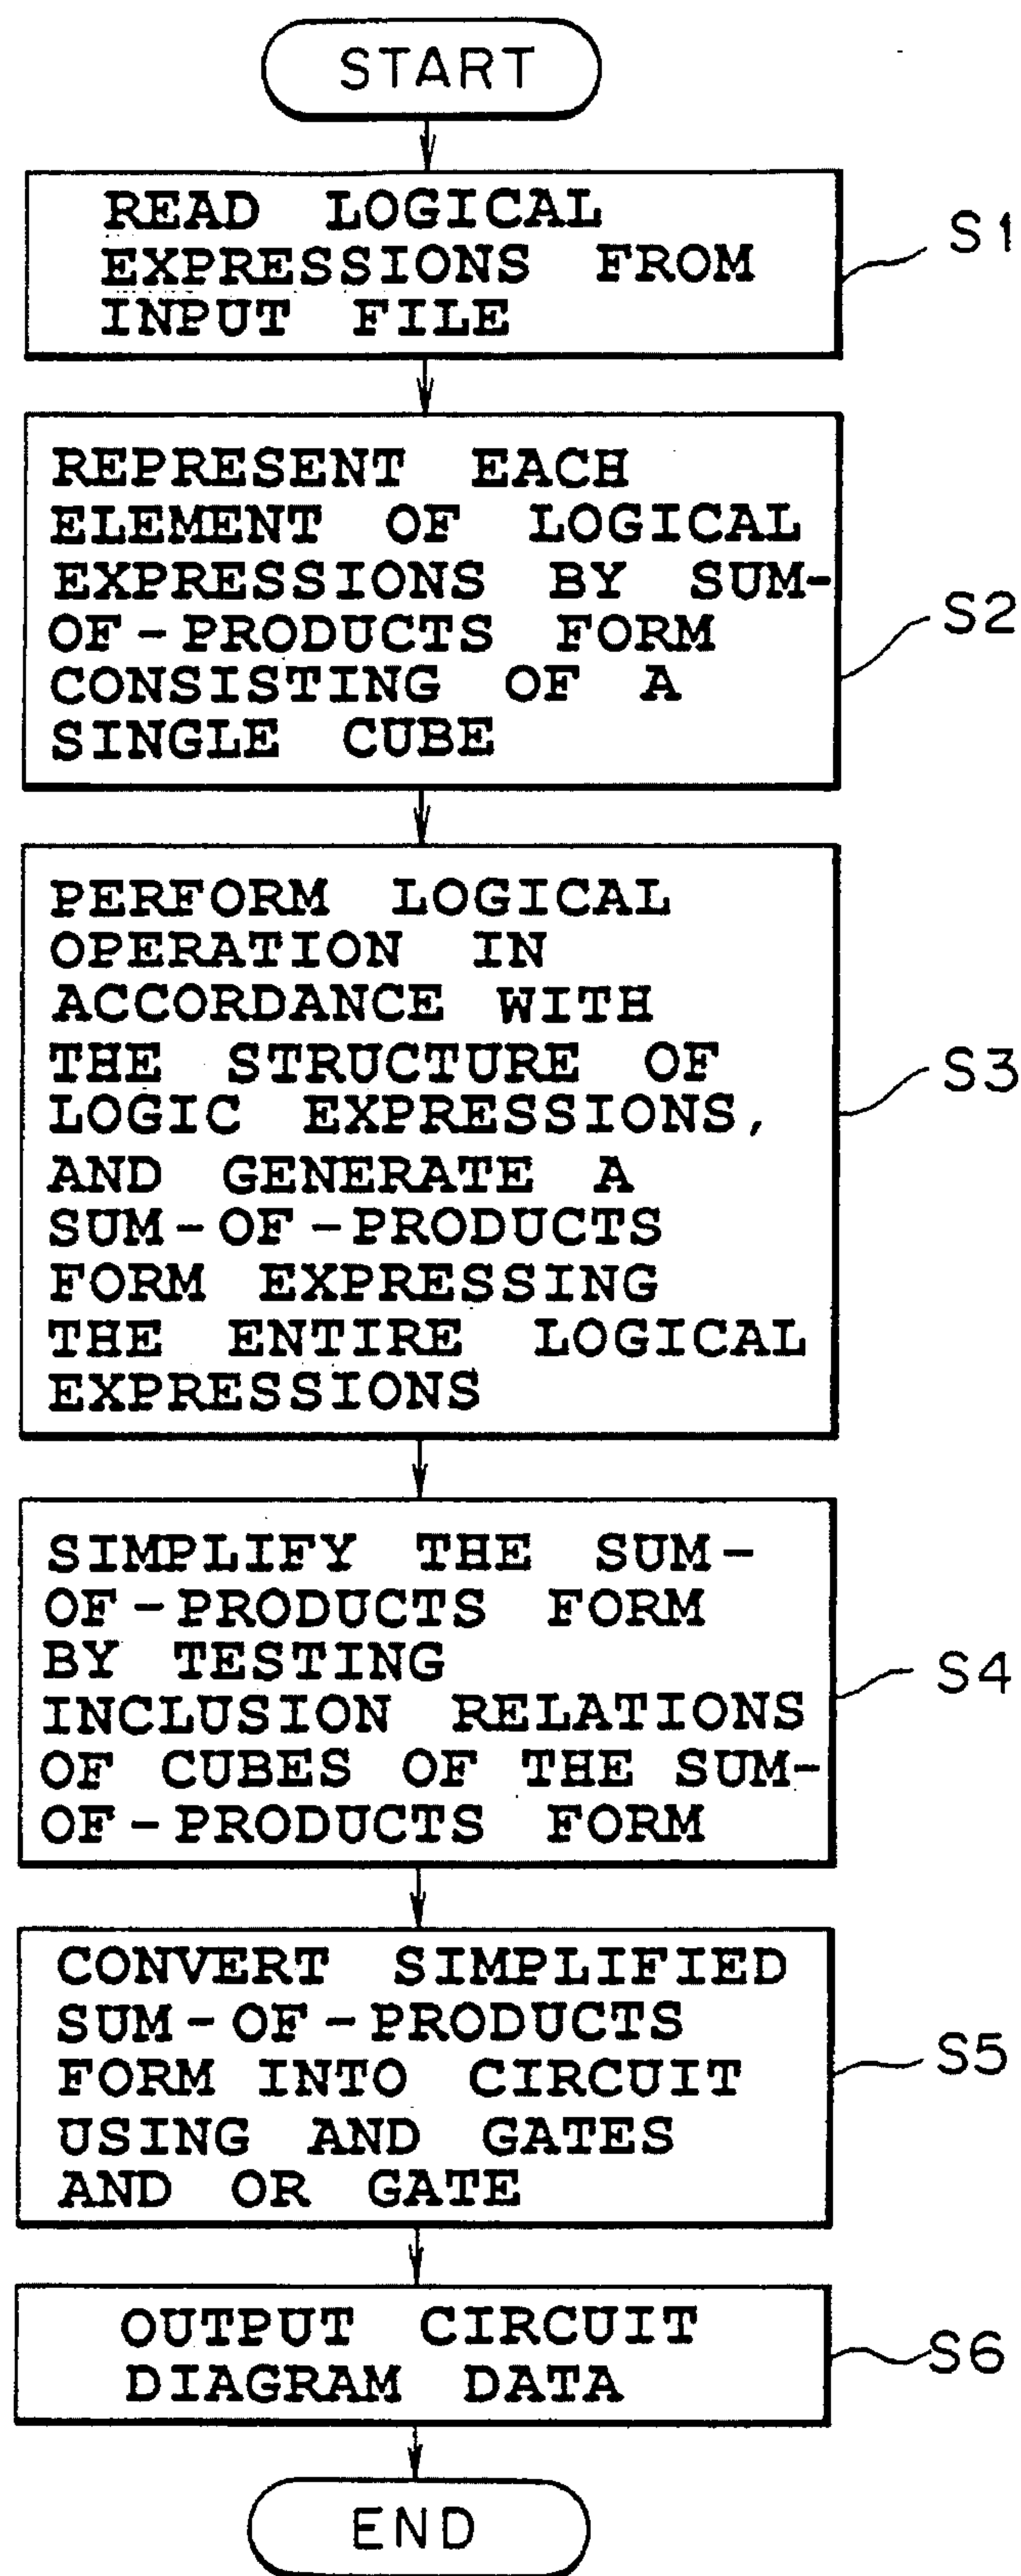 START
READ LOGICAL
EXPRESSIONS FROM
INPUT FILE
S1
REPRESENT EACH
ELEMENT OF LOGICAL
EXPRESSIONS BY SUM-
OF-PRODUCTS FORM
CONSISTING OF A
SINGLE CUBE
S2
PERFORM LOGICAL
OPERATION IN
ACCORDANCE WITH
THE STRUCTURE OF
LOGIC EXPRESSIONS,
AND GENERATE A
SUM-OF-PRODUCTS
FORM EXPRESSING
THE ENTIRE LOGICAL
EXPRESSIONS
S3
SIMPLIFY THE SUM-
OF-PRODUCTS FORM
BY TESTING
INCLUSION RELATIONS
OF CUBES OF THE SUM-
OF-PRODUCTS FORM
S4
CONVERT SIMPLIFIED
SUM-OF-PRODUCTS
FORM INTO CIRCUIT
USING AND GATES
AND OR GATE
S5
OUTPUT CIRCUIT
DIAGRAM DATA
S6
END